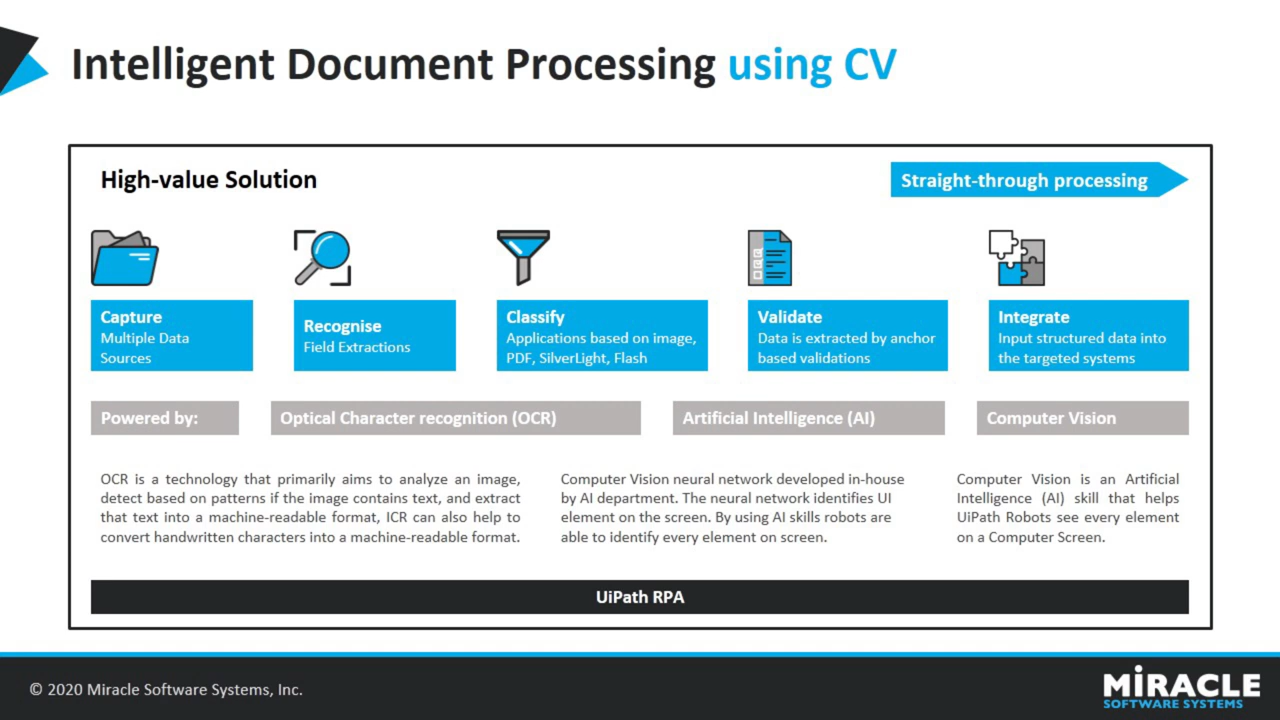 Intelligent Document Processing using CV
High-value Solution
Straight-through processing
Capture
Multiple Data
Sources
Recognise
Field Extractions
Classify
Applications based on image,
PDF, SilverLight, Flash
Validate
Data is extracted by anchor
based validations
Integrate
Input structured data into
the targeted systems
Powered by:
Optical Character recognition (OCR)
Artificial Intelligence (AI)
Computer Vision
OCR is a technology that primarily aims to analyze an image,
detect based on patterns if the image contains text, and extract
that text into a machine-readable format, ICR can also help to
convert handwritten characters into a machine-readable format.
Computer Vision neural network developed in-house
by AI department. The neural network identifies UI
element on the screen. By using AI skills robots are
able to identify every element on screen.
Computer Vision is an Artificial
Intelligence (AI) skill that helps
UiPath Robots see every element
on a Computer Screen.
UiPath RPA
© 2020 Miracle Software Systems, Inc.
MiRACLE
SOFTWARE SYSTEMS